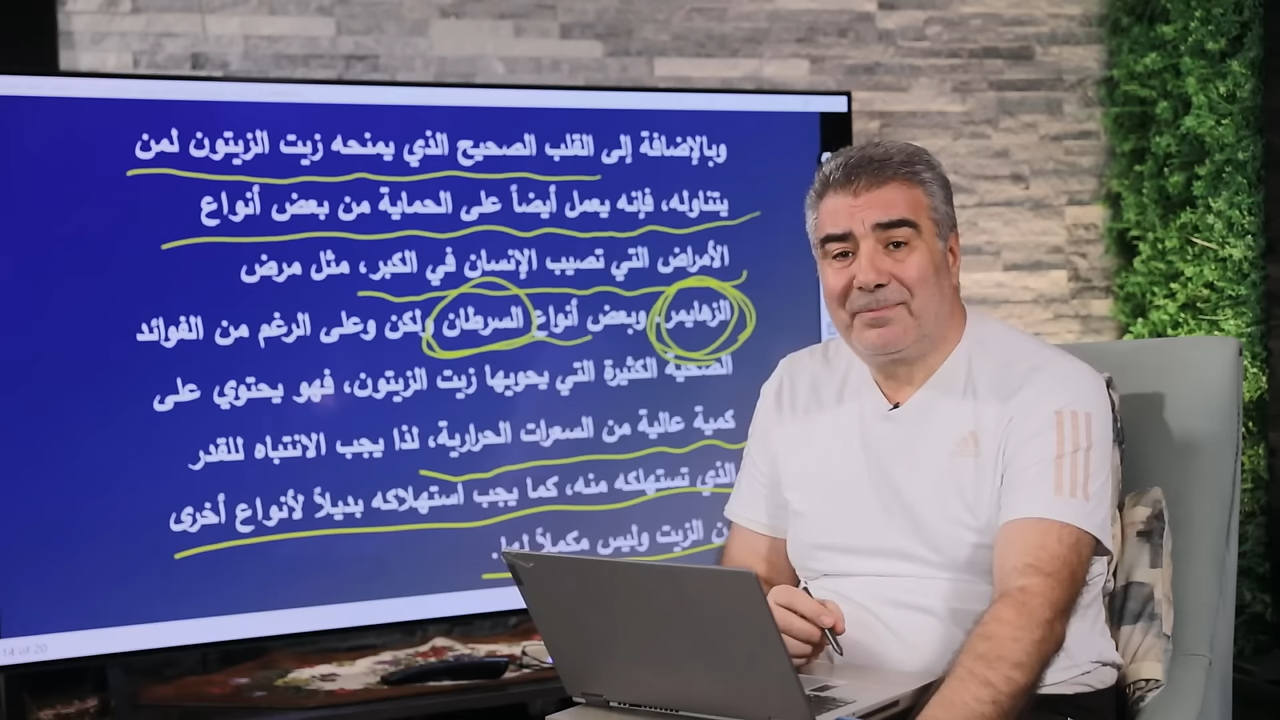 وبالإضافة إلى القلب الصحيح الذي يمنحه زيت الزيتون لمن
يتناوله، فإنه يعمل أيضاً على الحماية من بعض أنواع
الأمراض التي تصيب الإنسان في الكبر، مثل مرض
الزهايمر، وبعض أنواع السرطان ولكن وعلى الرغم من الفوائد
الصحية الكثيرة التي يحويها زيت الزيتون، فهو يحتوي على
كمية عالية من السعرات الحرارية، لذا يجب الانتباه للقدر
الذي تستهلكه منه، كما يجب استهلاكه بديلاً لأنواع أخرى
ن الزيت وليس مكملاً لها.
14 of 20